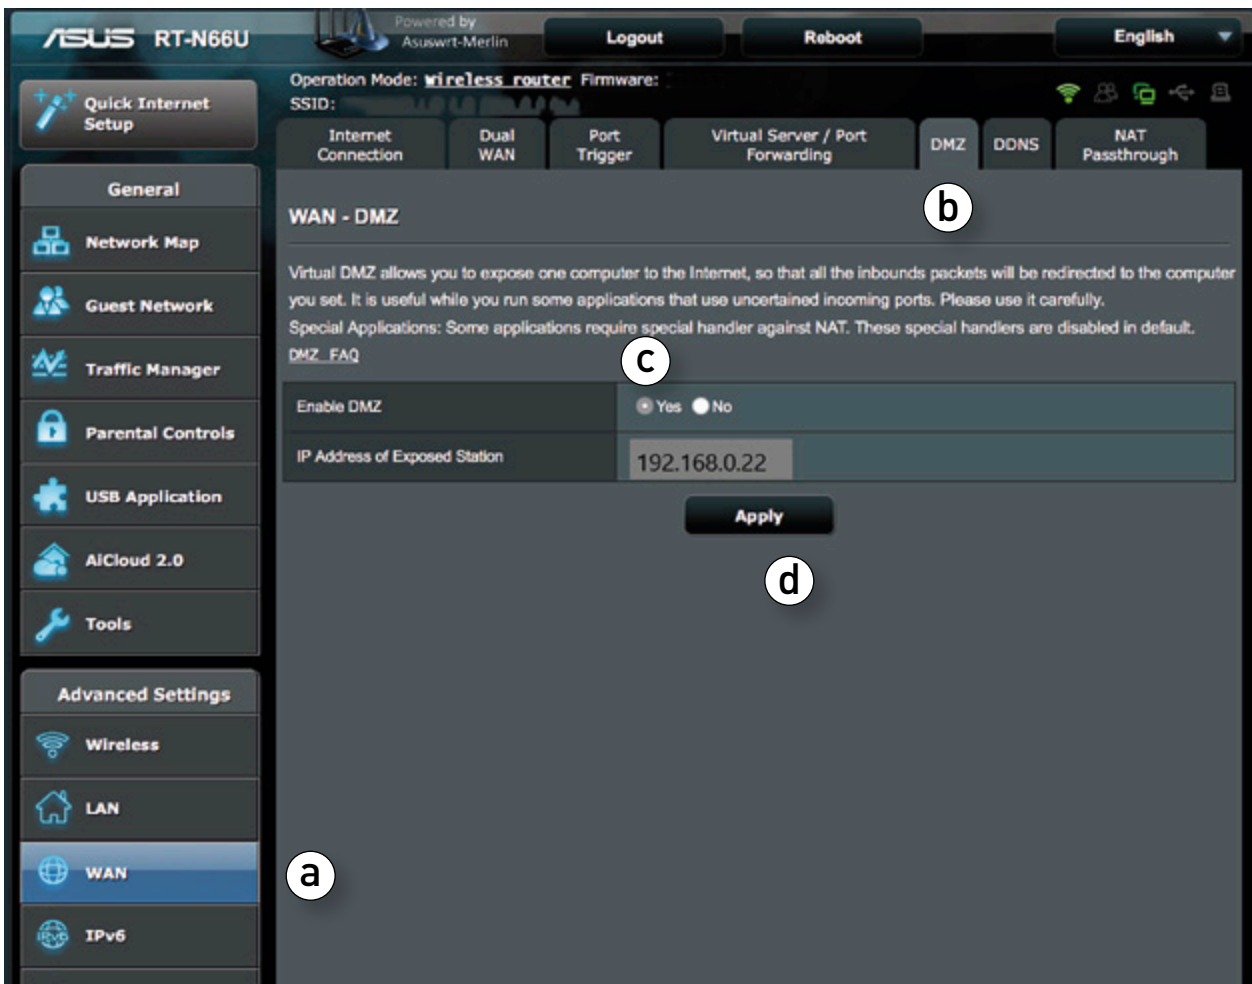 ASUS RT-N66U
Powered by
Asuswrt-Merlin
Logout
Reboot
English
Quick Internet
Setup
Operation Mode: Wireless router Firmware:
SSID:
Internet
Connection
Dual
WAN
Port
Trigger
Virtual Server / Port
Forwarding
DMZ
DDNS
NAT
Passthrough
b
General
Network Map
Guest Network
Traffic Manager
Parental Controls
USB Application
AiCloud 2.0
Tools
Advanced Settings
Wireless
LAN
WAN
a
IPv6
IPv6
WAN - DMZ
Virtual DMZ allows you to expose one computer to the Internet, so that all the inbounds packets will be redirected to the computer
you set. It is useful while you run some applications that use uncertained incoming ports. Please use it carefully.
Special Applications: Some applications require special handler against NAT. These special handlers are disabled in default.
DMZ FAQ
c
Enable DMZ
Yes No
IP Address of Exposed Station
192.168.0.22
Apply
d